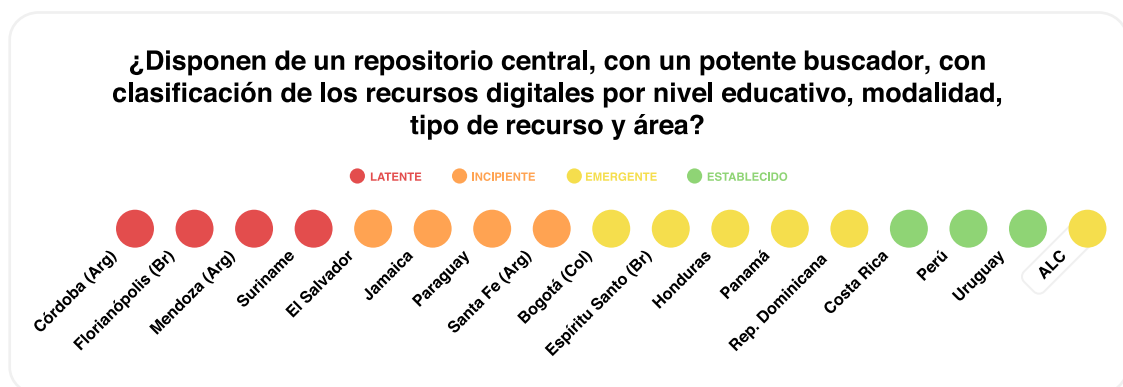 ¿Disponen de un repositorio central, con un potente buscador, con
clasificación de los recursos digitales por nivel educativo, modalidad,
tipo de recurso y área?
LATENTE
INCIPIENTE
EMERGENTE
ESTABLECIDO
Córdoba (Arg)
Florianópolis (Br)
Mendoza (Arg)
Suriname
El Salvador
Jamaica
Paraguay
Santa Fe (Arg)
Bogotá (Col)
Espíritu Santo (Br)
Honduras
Panamá
Rep. Dominicana
Costa Rica
Perú
Uruguay
ALC